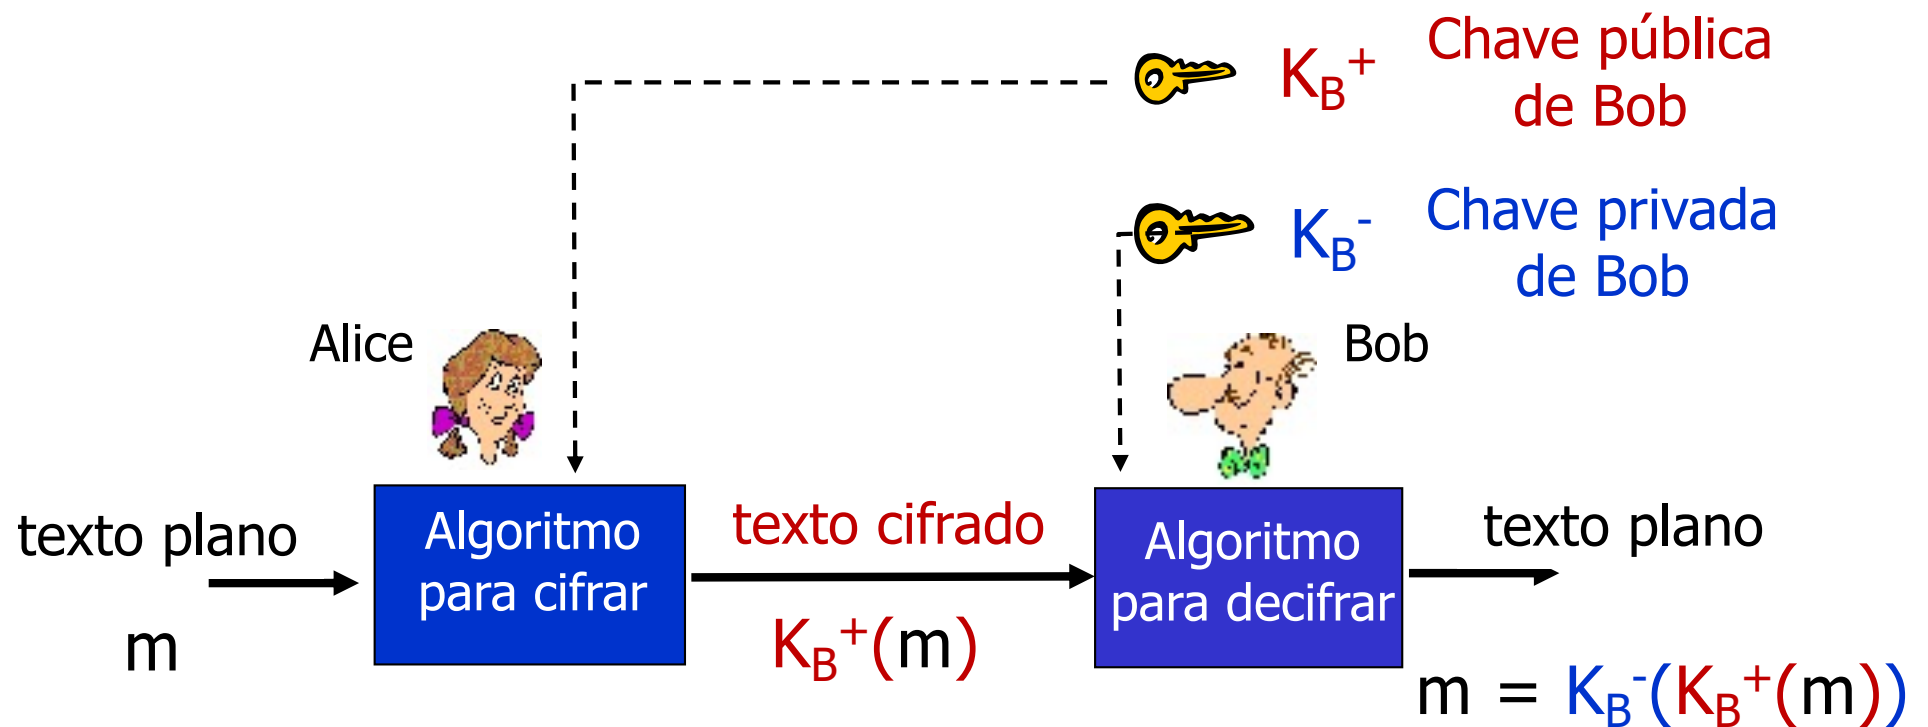 K_B^+
Chave pública
de Bob
K_B^-
Chave privada
de Bob
Alice
Bob
texto plano
m
Algoritmo
para cifrar
texto cifrado
K_B^+(m)
Algoritmo
para decifrar
texto plano
m = K_B^-(K_B^+(m))